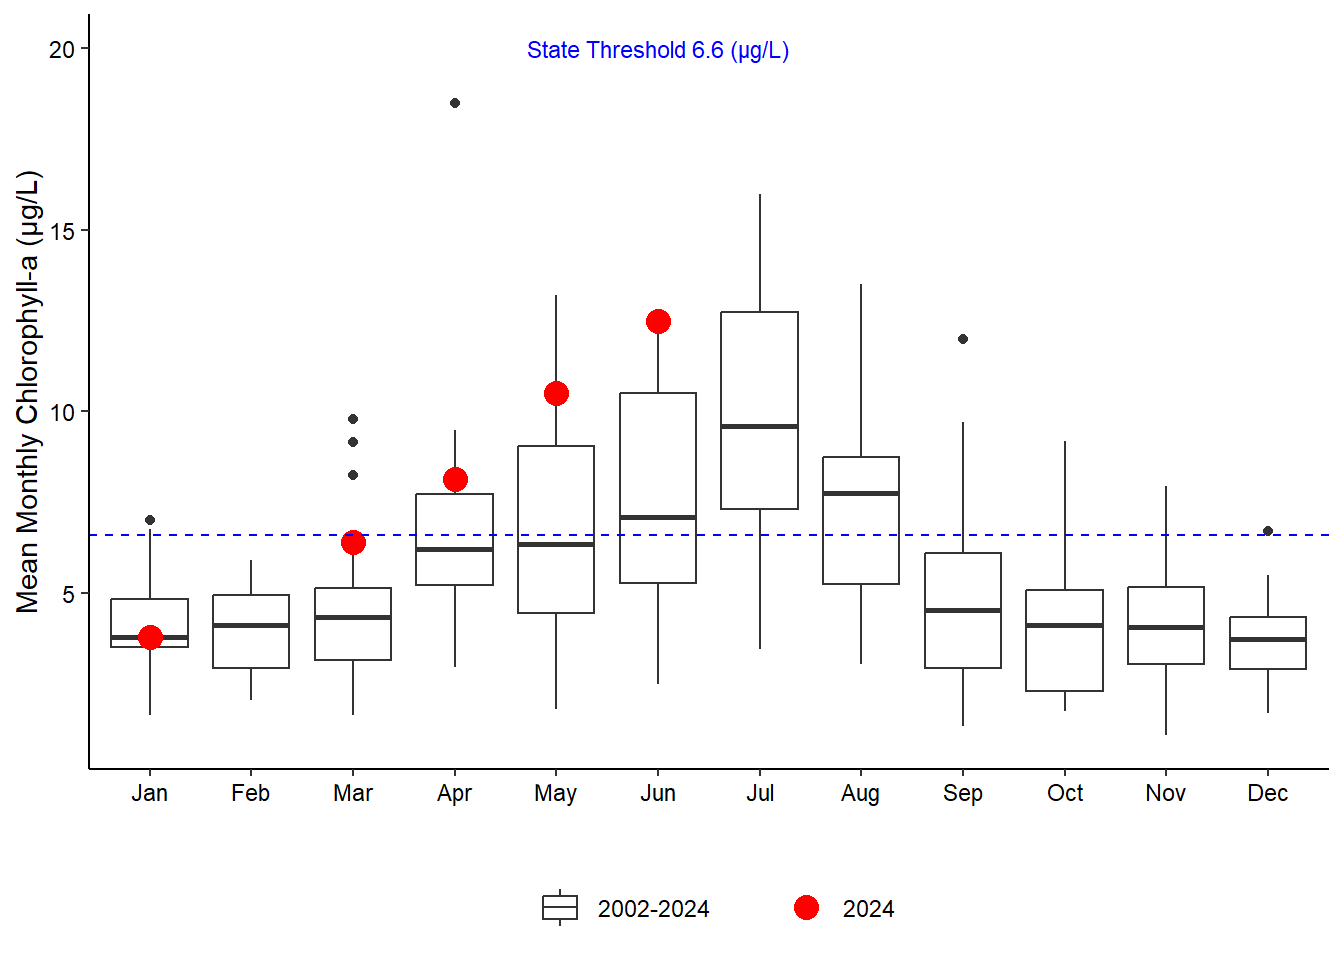 State Threshold 6.6 (µg/L)
Mean Monthly Chlorophyll-a (µg/L)
20
15
10
5
Jan Feb Mar Apr May Jun Jul Aug Sep Oct Nov Dec
2002-2024 2024